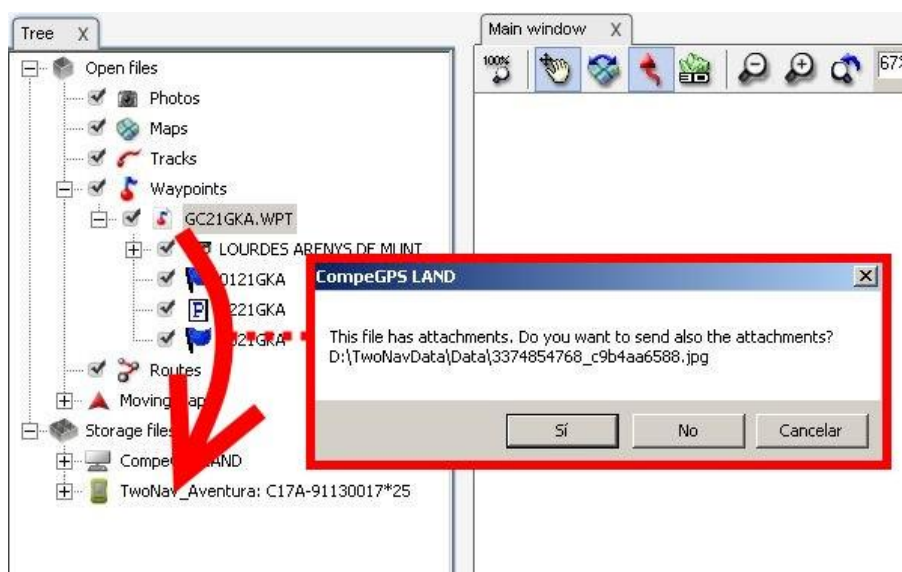 Tree X
Main window X
100%
67%
Open files
Photos
Maps
Tracks
Waypoints
GC21GKA.WPT
LOURDES ARENYS DE MUNT
0121GKA
P
221GKA
21GKA
Routes
Moving
Storage files
CompeGPS LAND
This file has attachments. Do you want to send also the attachments?
D:\TwoNavData\Data\3374854768_c9b4aa6588.jpg
Sí No Cancelar
TwoNav_Aventura: C17A-91130017*25